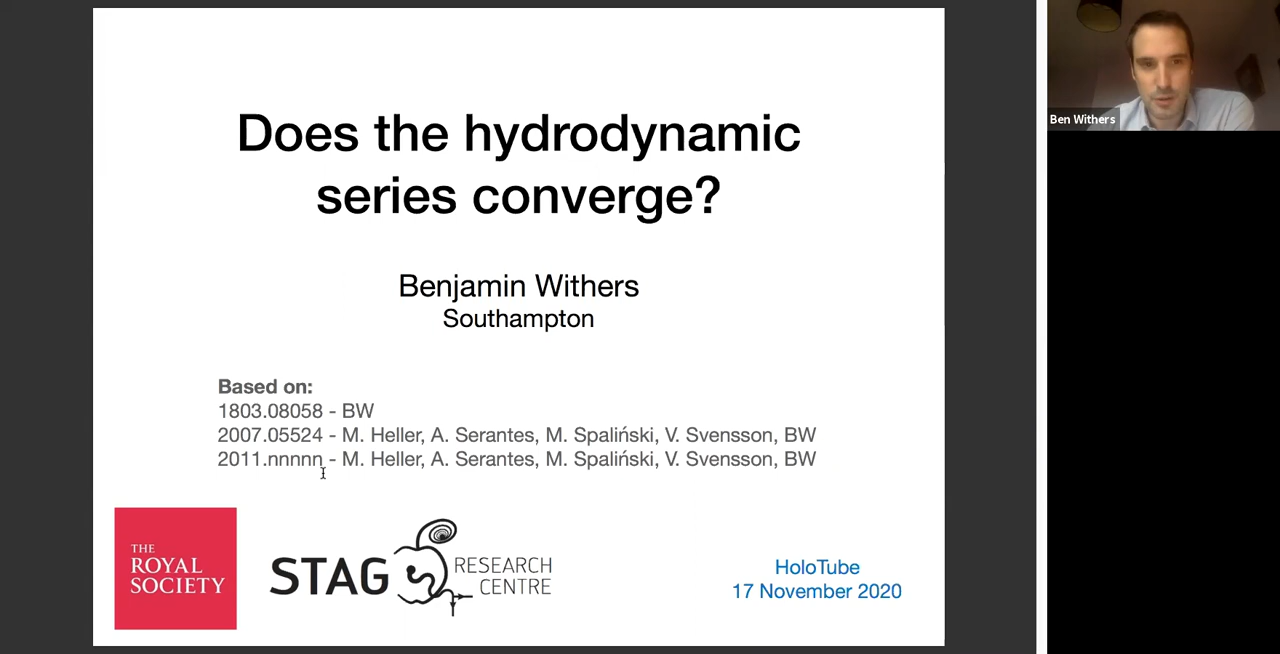 Does the hydrodynamic
series converge?
Benjamin Withers
Southampton
Based on:
1803.08058 - BW
2007.05524 - M. Heller, A. Serantes, M. Spaliński, V. Svensson, BW
2011.nnnnn - M. Heller, A. Serantes, M. Spaliński, V. Svensson, BW
THE
ROYAL
SOCIETY
STAG
RESEARCH
CENTRE
HoloTube
17 November 2020
Ben Withers